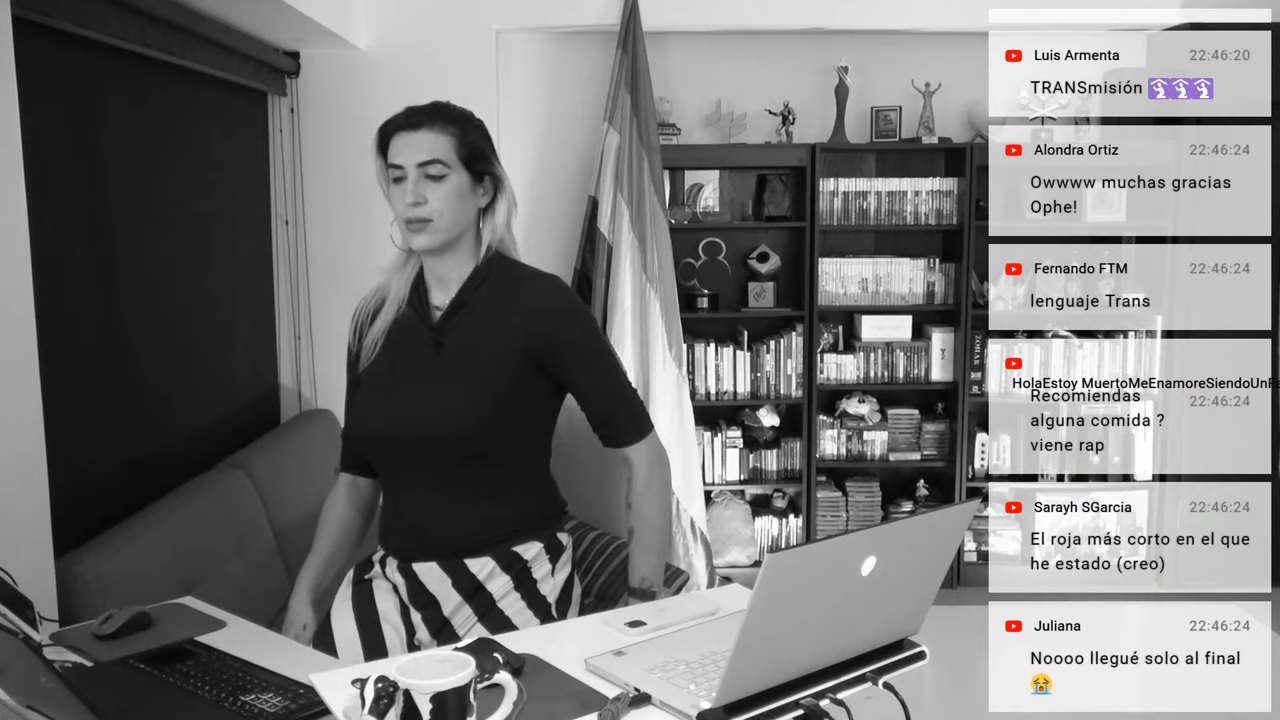 Luis Armenta 22:46:20
TRANSmisión
Alondra Ortiz 22:46:24
Owwww muchas gracias
Ophe!
Fernando FTM 22:46:24
lenguaje Trans
HolaEstoy MuertoMeEnamoreSiendoUn
Recomiendas 22:46:24
alguna comida ?
viene rap
Sarayh SGarcia 22:46:24
El roja más corto en el que
he estado (creo)
Juliana 22:46:24
Noooo llegué solo al final
😭
ZOHAR